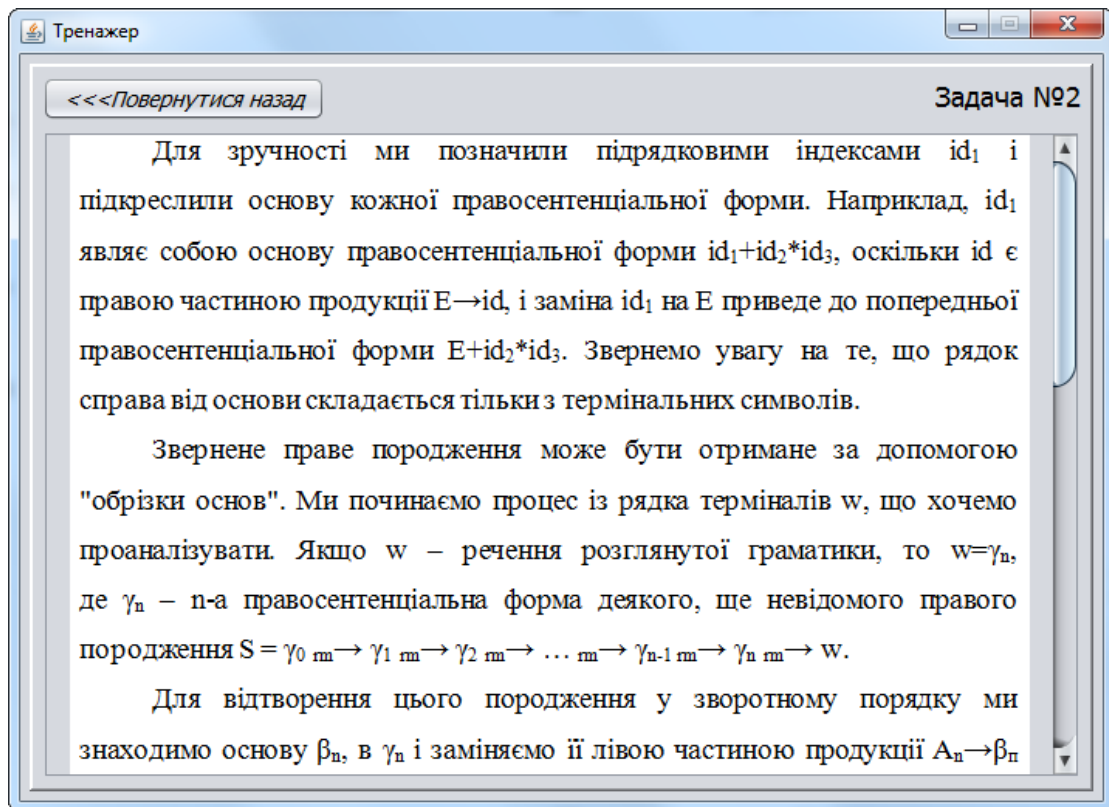 Тренажер
<<<Повернутися назад
Задача №2
Для зручності ми позначили підрядковими індексами id₁ і
підкреслили основу кожної правосентенціальної форми. Наприклад, id₁
являє собою основу правосентенціальної форми id₁+id₂*id₃, оскільки id є
правою частиною продукції E→id, і заміна id₁ на E приведе до попередньої
правосентенціальної форми E+id₂*id₃. Звернемо увагу на те, що рядок
справа від основи складається тільки з термінальних символів.
Звернене праве породження може бути отримане за допомогою
"обрізки основ". Ми починаємо процес із рядка терміналів w, що хочемо
проаналізувати. Якщо w – речення розглянутої граматики, то w=γₙ,
де γₙ – n-а правосентенціальна форма деякого, ще невідомого правого
породження S = γ₀ rm→ γ₁ rm→ γ₂ rm→ … rm→ γₙ₋₁ rm→ γₙ rm→ w.
Для відтворення цього породження у зворотному порядку ми
знаходимо основу βₙ, в γₙ і заміняємо її лівою частиною продукції Aₙ→βп